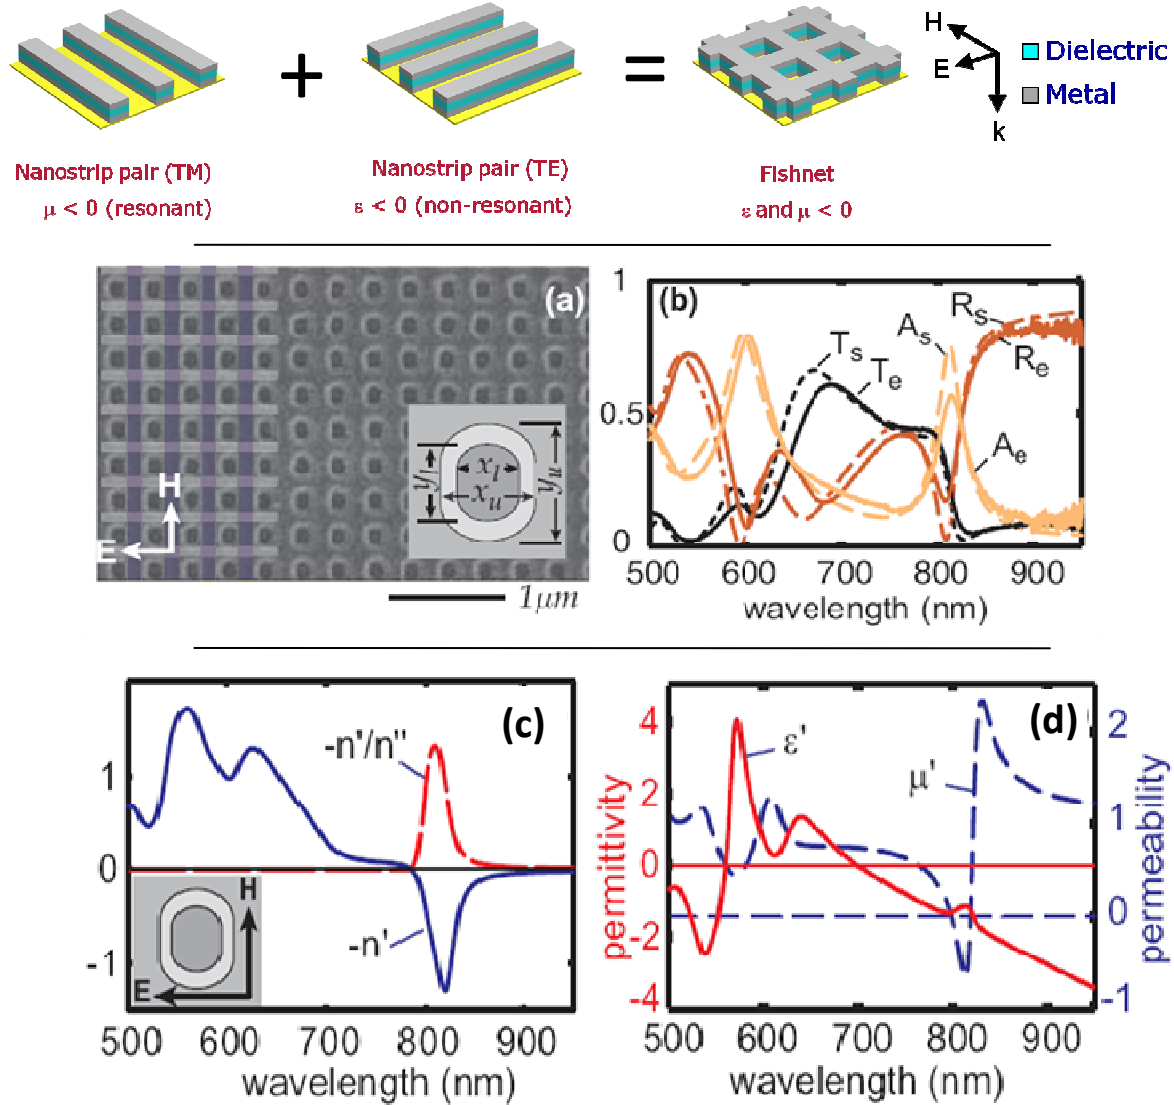 H
E
k
Dielectric
Metal
Nanostrip pair (TM)
μ < 0 (resonant)
+
Nanostrip pair (TE)
ε < 0 (non-resonant)
=
Fishnet
ε and μ < 0
(a)
H
E
x_l
x_u
y_l
y_u
1μm
(b)
1
0.5
0
T_s
T_e
A_s
A_e
R_s
R_e
500 600 700 800 900
wavelength (nm)
(c)
1
0
-1
-n'/n''
-n'
H
E
500 600 700 800 900
wavelength (nm)
(d)
permittivity
4
2
0
-2
-4
ε'
μ'
2
1
0
-1
permeability
500 600 700 800 900
wavelength (nm)